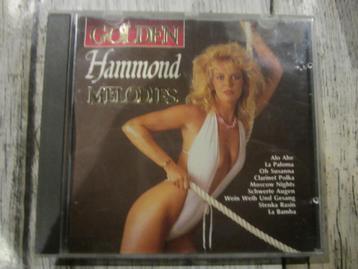 GOLDEN
Hammond
MELODIES
Alo Ahe
La Paloma
Oh Susanna
Clarinet Polka
Moscow Nights
Schwerte Augen
Wein Weib Und Gesang
Stenka Rasin
La Bamba